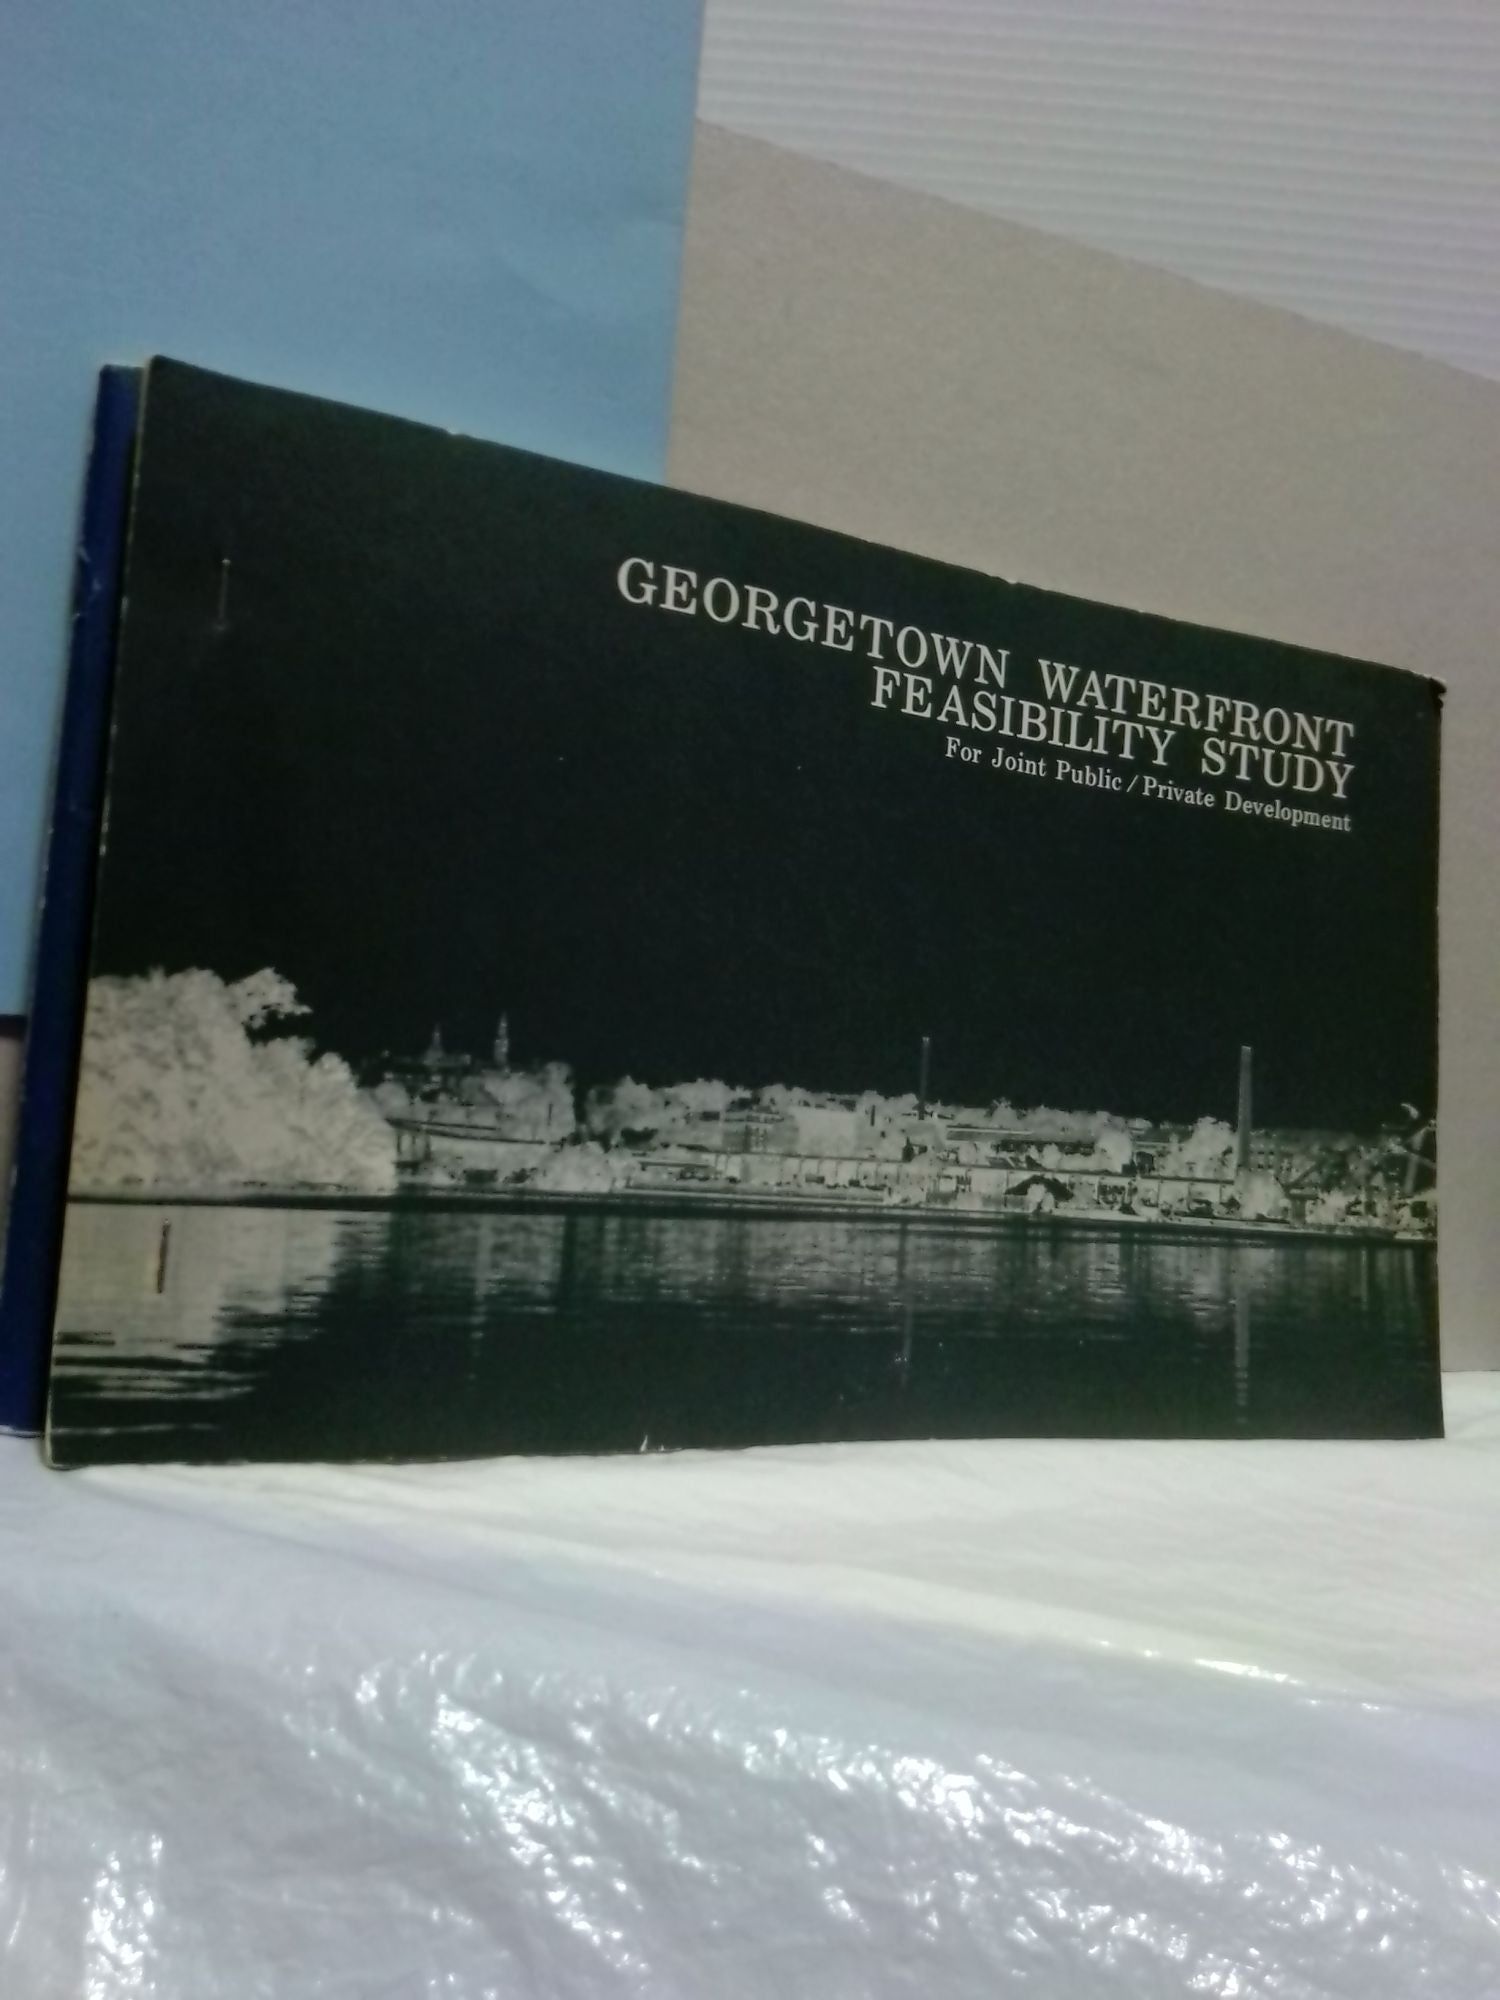 GEORGETOWN WATERFRONT
FEASIBILITY STUDY
For Joint Public / Private Development